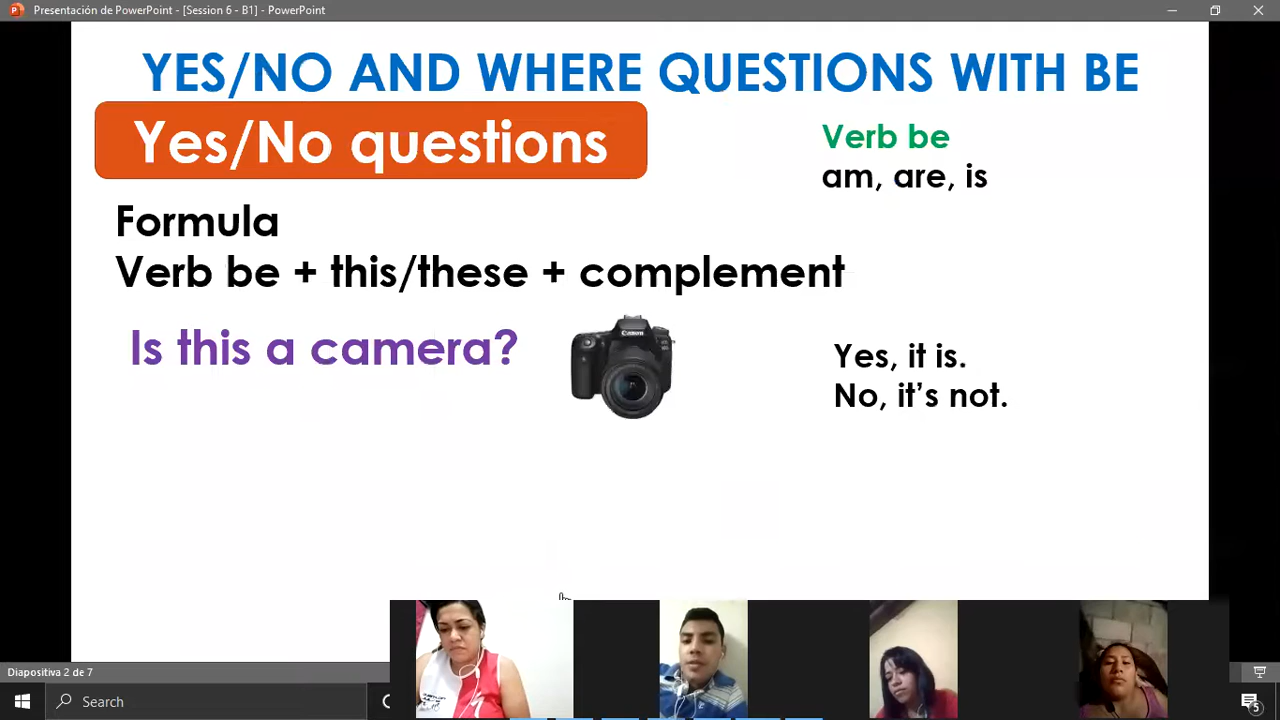 Presentación de PowerPoint - [Session 6 - B1] - PowerPoint
YES/NO AND WHERE QUESTIONS WITH BE
Yes/No questions
Verb be
am, are, is
Formula
Verb be + this/these + complement
Is this a camera?
Canon
Yes, it is.
No, it’s not.
Diapositiva 2 de 7
Search
5